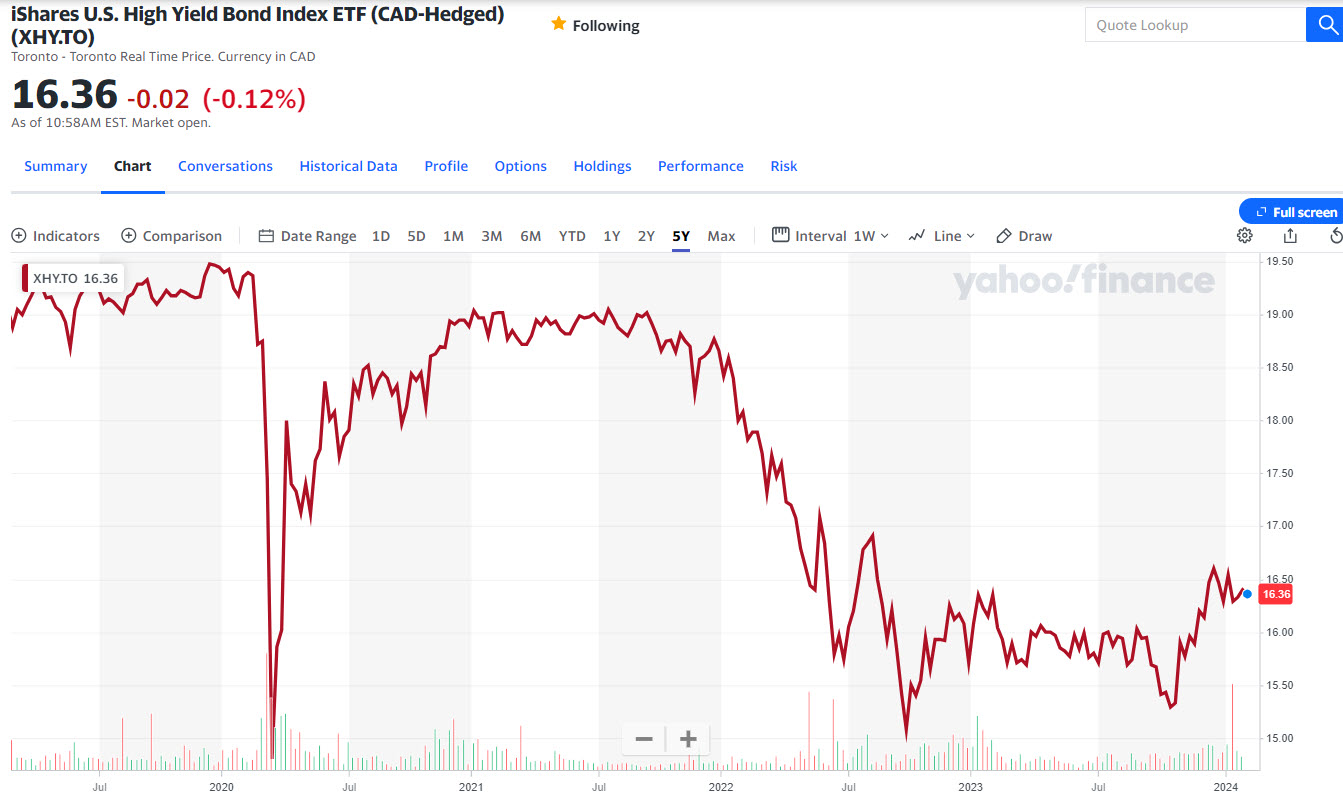 iShares U.S. High Yield Bond Index ETF (CAD-Hedged)
(XHY.TO)
Following
Quote Lookup
Toronto - Toronto Real Time Price. Currency in CAD
16.36 -0.02 (-0.12%)
As of 10:58AM EST. Market open.
Summary Chart Conversations Historical Data Profile Options Holdings Performance Risk
Full screen
Indicators Comparison Date Range 1D 5D 1M 3M 6M YTD 1Y 2Y 5Y Max Interval 1W Line Draw
XHY.TO 16.36
yahoo!finance
19.50
19.00
18.50
18.00
17.50
17.00
16.50
16.36
16.00
15.50
15.00
Jul 2020 Jul 2021 Jul 2022 Jul 2023 Jul 2024